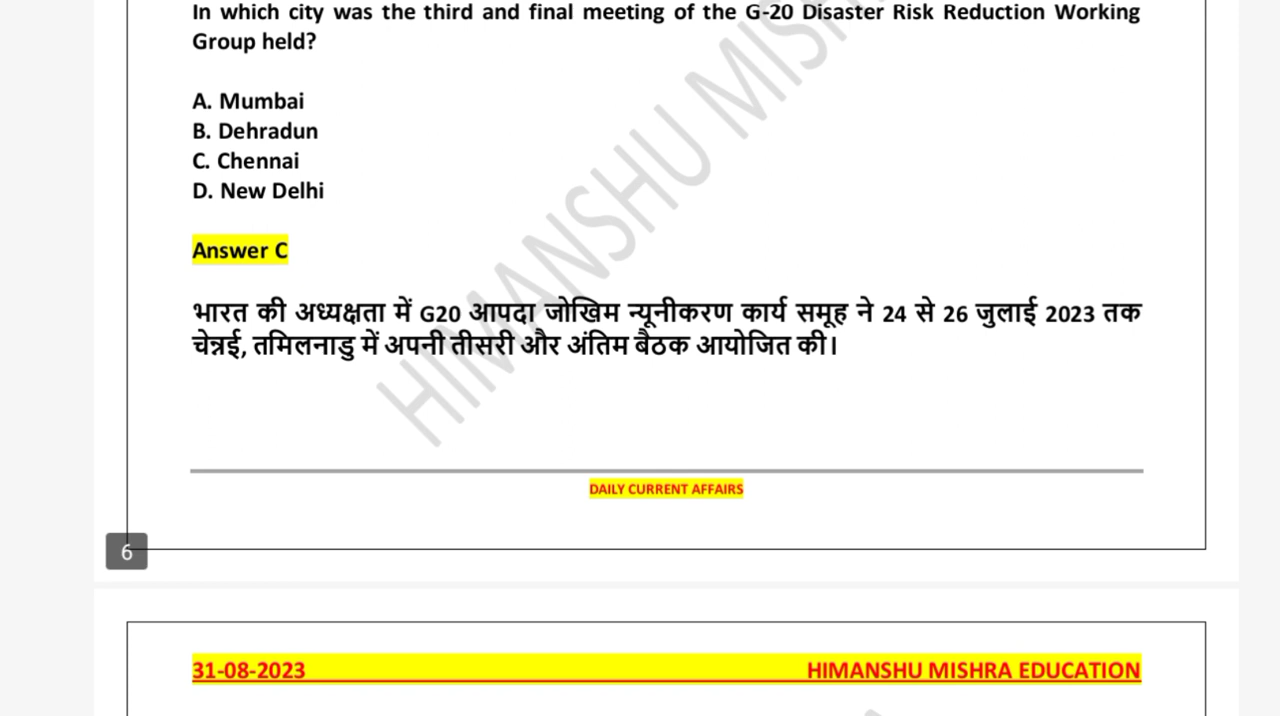 In which city was the third and final meeting of the G-20 Disaster Risk Reduction Working
Group held?
A. Mumbai
B. Dehradun
C. Chennai
D. New Delhi
Answer C
भारत की अध्यक्षता में G20 आपदा जोखिम न्यूनीकरण कार्य समूह ने 24 से 26 जुलाई 2023 तक
चेन्नई, तमिलनाडु में अपनी तीसरी और अंतिम बैठक आयोजित की।
HIMANSHU MIS
DAILY CURRENT AFFAIRS
6
31-08-2023 HIMANSHU MISHRA EDUCATION